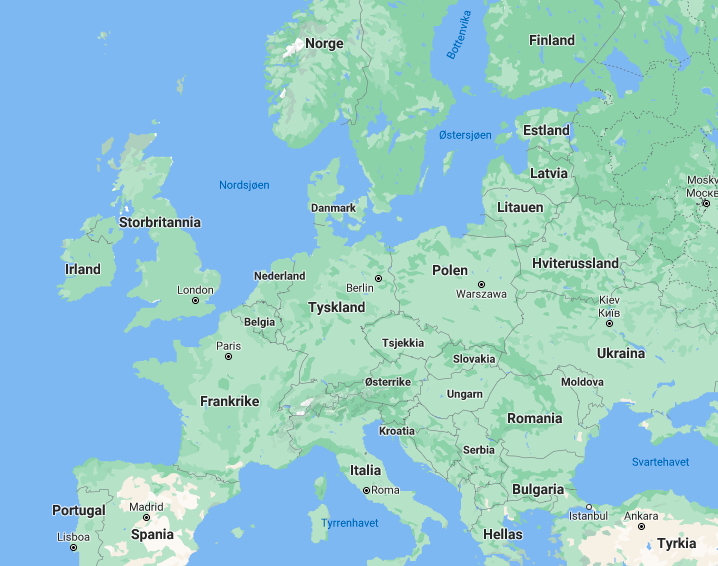 Bottenvika
Norge
Finland
Estland
Østersjøen
Latvia
Nordsjøen
Moskv
Москв
Danmark
Litauen
Storbritannia
Irland
Nederland
Polen
Hviterussland
Berlin
London
Warszawa
Tyskland
Kiev
Київ
Belgia
Paris
Tsjekkia
Slovakia
Ukraina
Østerrike
Moldova
Ungarn
Frankrike
Romania
Kroatia
Serbia
Svartehavet
Italia
Roma
Bulgaria
Madrid
Portugal
Tyrrenhavet
Istanbul
Ankara
Lisboa
Spania
Hellas
Tyrkia